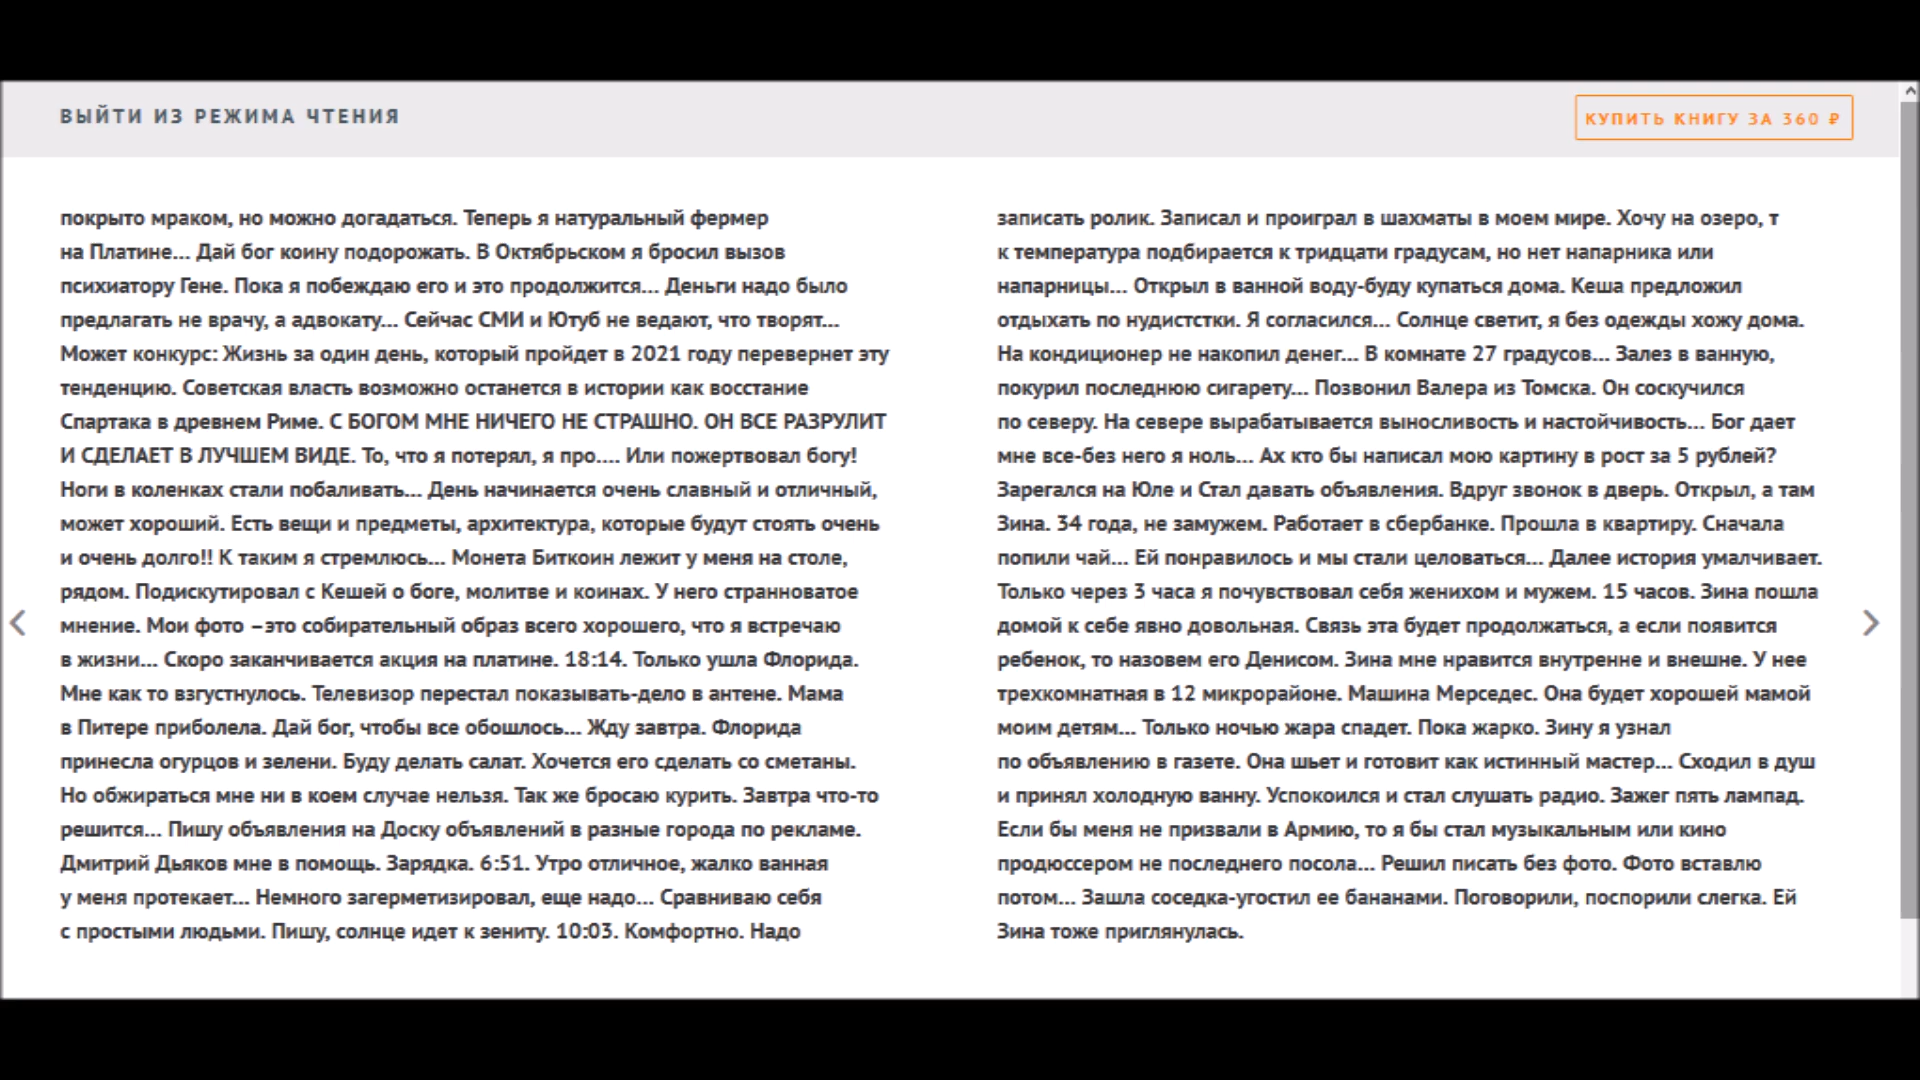 ВЫЙТИ ИЗ РЕЖИМА ЧТЕНИЯ
КУПИТЬ КНИГУ ЗА 360 ₽
покрыто мраком, но можно догадаться. Теперь я натуральный фермер
на Платине... Дай бог коину подорожать. В Октябрьском я бросил вызов
психиатору Гене. Пока я побеждаю его и это продолжится... Деньги надо было
предлагать не врачу, а адвокату... Сейчас СМИ и Ютуб не ведают, что творят...
Может конкурс: Жизнь за один день, который пройдет в 2021 году перевернет эту
тенденцию. Советская власть возможно останется в истории как восстание
Спартака в древнем Риме. С БОГОМ МНЕ НИЧЕГО НЕ СТРАШНО. ОН ВСЕ РАЗРУЛИТ
И СДЕЛАЕТ В ЛУЧШЕМ ВИДЕ. То, что я потерял, я про.... Или пожертвовал богу!
Ноги в коленках стали побаливать... День начинается очень славный и отличный,
может хороший. Есть вещи и предметы, архитектура, которые будут стоять очень
и очень долго!! К таким я стремлюсь... Монета Биткоин лежит у меня на столе,
рядом. Подискутировал с Кешей о боге, молитве и коинах. У него странноватое
мнение. Мои фото –это собирательный образ всего хорошего, что я встречаю
в жизни... Скоро заканчивается акция на платине. 18:14. Только ушла Флорида.
Мне как то взгустнулось. Телевизор перестал показывать-дело в антене. Мама
в Питере приболела. Дай бог, чтобы все обошлось... Жду завтра. Флорида
принесла огурцов и зелени. Буду делать салат. Хочется его сделать со сметаны.
Но обжираться мне ни в коем случае нельзя. Так же бросаю курить. Завтра что-то
решится... Пишу объявления на Доску объявлений в разные города по рекламе.
Дмитрий Дьяков мне в помощь. Зарядка. 6:51. Утро отличное, жалко ванная
у меня протекает... Немного загерметизировал, еще надо... Сравниваю себя
с простыми людьми. Пишу, солнце идет к зениту. 10:03. Комфортно. Надо
записать ролик. Записал и проиграл в шахматы в моем мире. Хочу на озеро, т
к температура подбирается к тридцати градусам, но нет напарника или
напарницы... Открыл в ванной воду-буду купаться дома. Кеша предложил
отдыхать по нудистстки. Я согласился... Солнце светит, я без одежды хожу дома.
На кондиционер не накопил денег... В комнате 27 градусов... Залез в ванную,
покурил последнюю сигарету... Позвонил Валера из Томска. Он соскучился
по северу. На севере вырабатывается выносливость и настойчивость... Бог дает
мне все-без него я ноль... Ах кто бы написал мою картину в рост за 5 рублей?
Зарегался на Юле и Стал давать объявления. Вдруг звонок в дверь. Открыл, а там
Зина. 34 года, не замужем. Работает в сбербанке. Прошла в квартиру. Сначала
попили чай... Ей понравилось и мы стали целоваться... Далее история умалчивает.
Только через 3 часа я почувствовал себя женихом и мужем. 15 часов. Зина пошла
домой к себе явно довольная. Связь эта будет продолжаться, а если появится
ребенок, то назовем его Денисом. Зина мне нравится внутренне и внешне. У нее
трехкомнатная в 12 микрорайоне. Машина Мерседес. Она будет хорошей мамой
моим детям... Только ночью жара спадет. Пока жарко. Зину я узнал
по объявлению в газете. Она шьет и готовит как истинный мастер... Сходил в душ
и принял холодную ванну. Успокоился и стал слушать радио. Зажег пять лампад.
Если бы меня не призвали в Армию, то я бы стал музыкальным или кино
продюссером не последнего посола... Решил писать без фото. Фото вставлю
потом... Зашла соседка-угостил ее бананами. Поговорили, поспорили слегка. Ей
Зина тоже приглянулась.